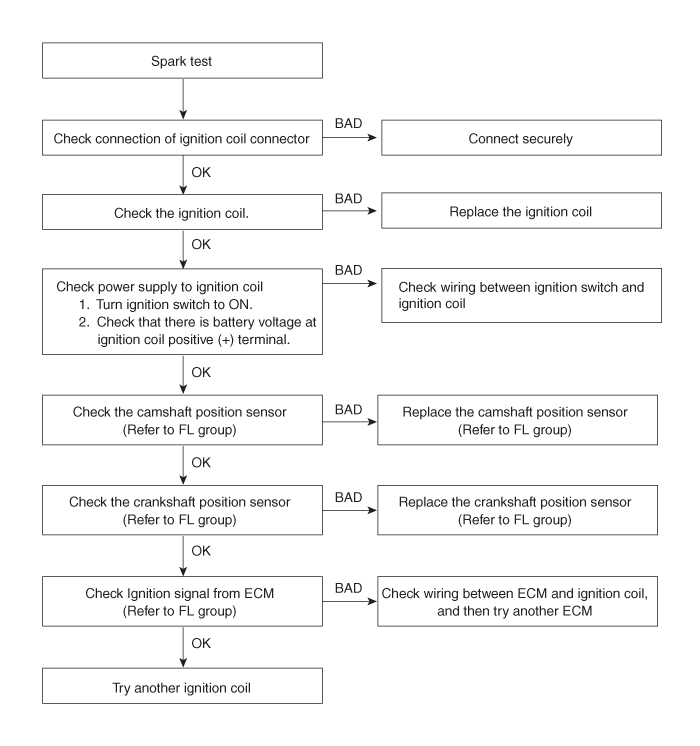 Spark test
Check connection of ignition coil connector
BAD
Connect securely
OK
Check the ignition coil.
BAD
Replace the ignition coil
OK
Check power supply to ignition coil
1. Turn ignition switch to ON.
2. Check that there is battery voltage at
ignition coil positive (+) terminal.
BAD
Check wiring between ignition switch and
ignition coil
OK
Check the camshaft position sensor
(Refer to FL group)
BAD
Replace the camshaft position sensor
(Refer to FL group)
OK
Check the crankshaft position sensor
(Refer to FL group)
BAD
Replace the crankshaft position sensor
(Refer to FL group)
OK
Check Ignition signal from ECM
(Refer to FL group)
BAD
Check wiring between ECM and ignition coil,
and then try another ECM
OK
Try another ignition coil